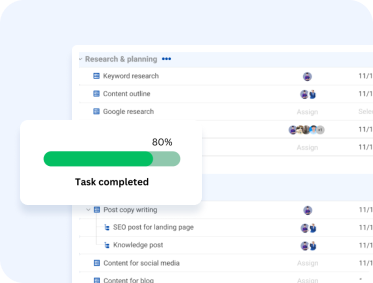 Research & planning
Keyword research 11/1
Content outline 11/1
Google research Assign Sele
11/1
Assign 11/1
80%
Task completed
Post copy writing 11/1
SEO post for landing page 11/1
Knowledge post 11/1
Content for social media Assign 11/1
Content for blog Assign